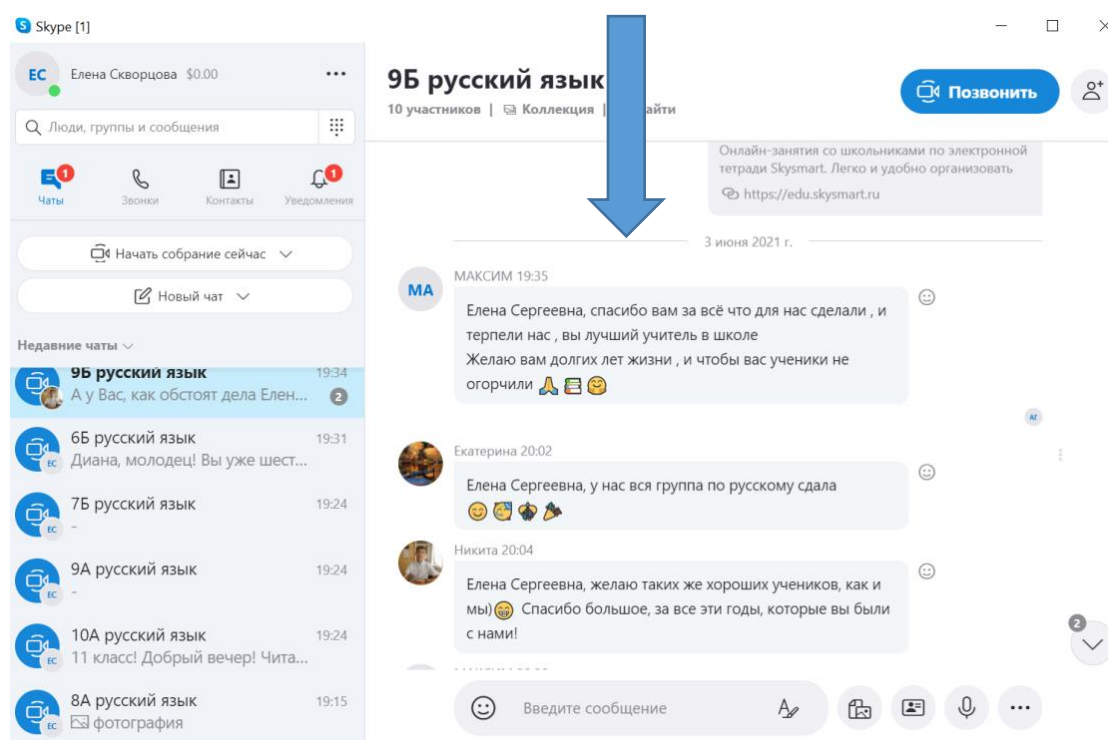 Skype [1]
ЕС Елена Скворцова $0.00
Люди, группы и сообщения
1 1
Чаты Звонки Контакты Уведомления
Начать собрание сейчас
Новый чат
Недавние чаты
9Б русский язык 19:34
А у Вас, как обстоят дела Елен... 2
6Б русский язык 19:31
Диана, молодец! Вы уже шест...
ЕС
7Б русский язык 19:24
-
ЕС
9А русский язык 19:24
-
ЕС
10А русский язык 19:24
11 класс! Добрый вечер! Чита...
ЕС
8А русский язык 19:15
фотография
ЕС
9Б русский язык
10 участников | Коллекция |
Позвонить
Онлайн-занятия со школьниками по электронной
тетради Skysmart. Легко и удобно организовать
https://edu.skysmart.ru
3 июня 2021 г.
МАКСИМ 19:35
МА
Елена Сергеевна, спасибо вам за всё что для нас сделали , и
терпели нас , вы лучший учитель в школе
Желаю вам долгих лет жизни , и чтобы вас ученики не
огорчили 🙏📚🤗
АГ
Екатерина 20:02
Елена Сергеевна, у нас вся группа по русскому сдала
Никита 20:04
Елена Сергеевна, желаю таких же хороших учеников, как и
мы)😁 Спасибо большое, за все эти годы, которые вы были
с нами!
2
Введите сообщение